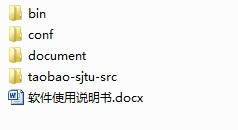 bin
conf
document
taobao-sjtu-src
软件使用说明书.docx